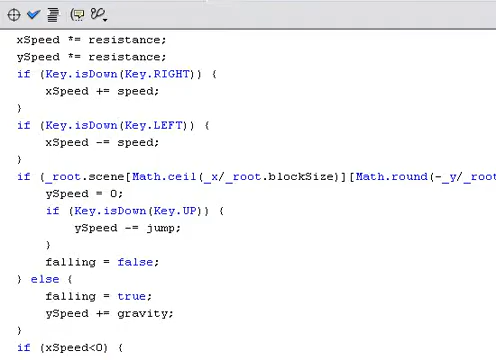 xSpeed *= resistance;
ySpeed *= resistance;
if (Key.isDown(Key.RIGHT)) {
xSpeed += speed;
}
if (Key.isDown(Key.LEFT)) {
xSpeed -= speed;
}
if (_root.scene[Math.ceil(_x/_root.blockSize)][Math.round(-_y/_root
ySpeed = 0;
if (Key.isDown(Key.UP)) {
ySpeed -= jump;
}
falling = false;
} else {
falling = true;
ySpeed += gravity;
}
if (xSpeed<0) {